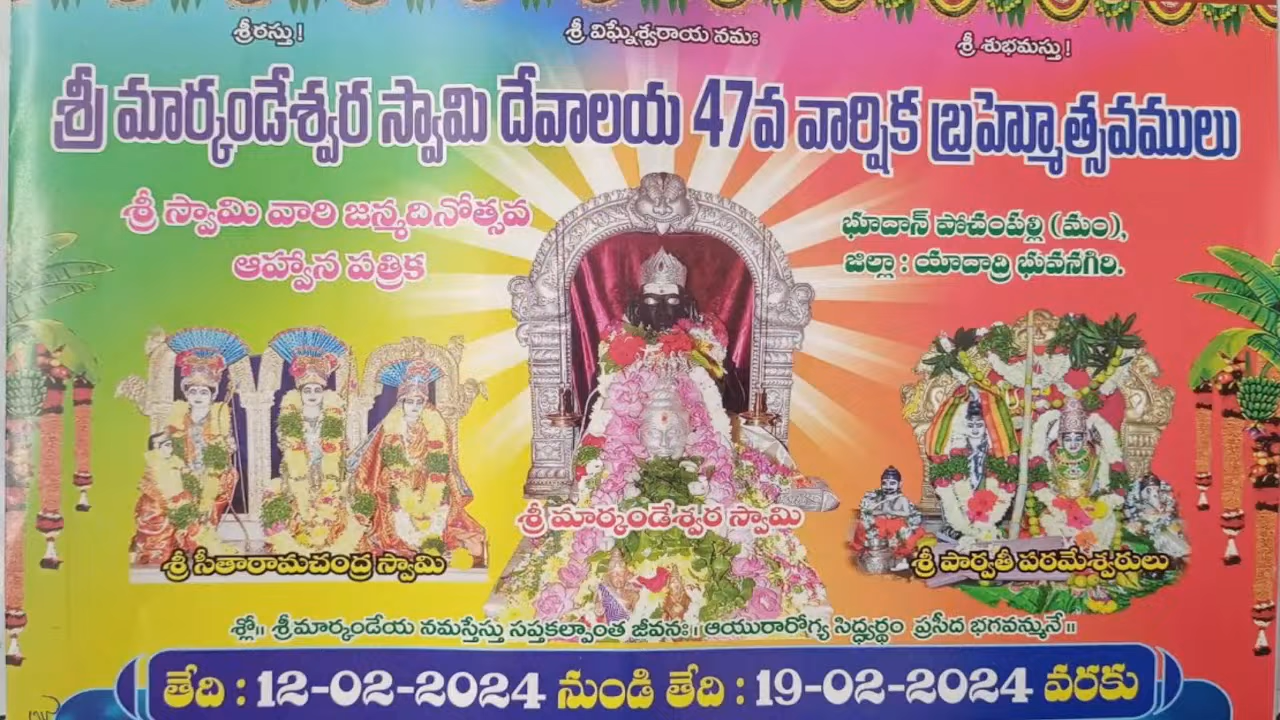 శ్రీరస్తు !
శ్రీ విఘ్నేశ్వరాయ నమః
శ్రీ శుభమస్తు !
శ్రీ మార్కండేశ్వర స్వామి దేవాలయ 47వ వార్షిక బ్రహ్మోత్సవములు
శ్రీ స్వామి వారి జన్మదినోత్సవ
ఆహ్వాన పత్రిక
భూదాన్ పోచంపల్లి (మం),
జిల్లా : యాదాద్రి భువనగిరి.
శ్రీ మార్కండేశ్వర స్వామి
శ్రీ సీతారామచంద్ర స్వామి
శ్రీ పార్వతీ పరమేశ్వరులు
శ్లో॥ శ్రీ మార్కండేయ నమస్తేస్తు సప్తకల్పాంత జీవనః। ఆయురారోగ్య సిద్ధ్యర్థం ప్రసీద భగవన్మునే॥
తేది : 12-02-2024 నుండి తేది : 19-02-2024 వరకు